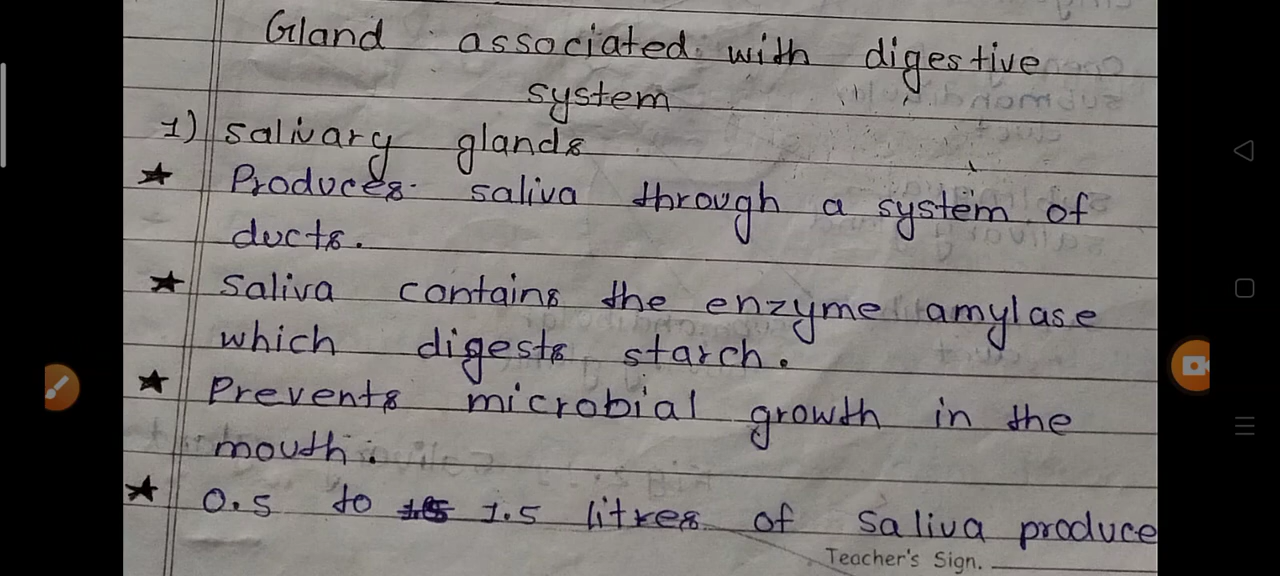 Gland associated with digestive
system
1) salivary glands
★ Produces saliva through a system of
ducts.
★ Saliva contains the enzyme amylase
which digests starch.
★ Prevents microbial growth in the
mouth.
★ 0.5 to 1.5 litres of saliva produce
Teacher's Sign.